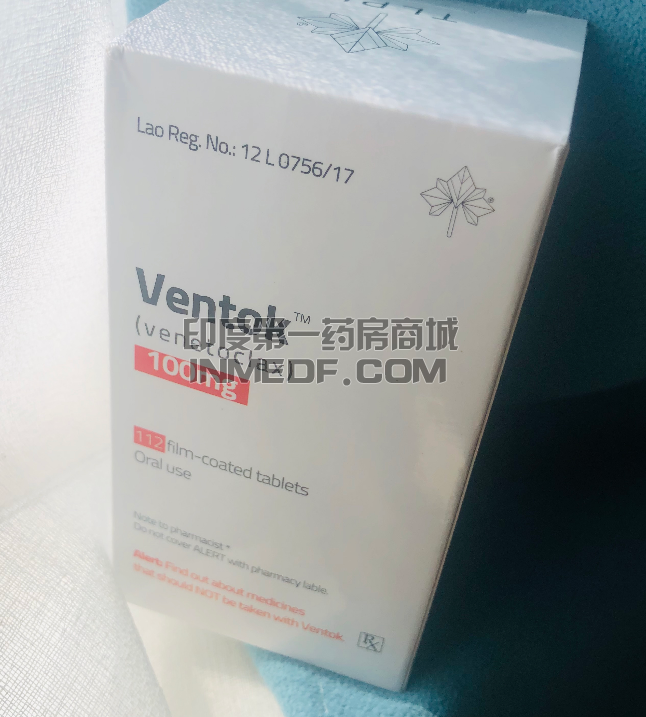 Lao Reg. No.: 12 L 0756/17
®
Ventok™
(venetoclax)
100mg
印度第一药房商城
INMEDF.COM
112 film-coated tablets
Oral use
Note to pharmacist:*
Do not cover ALERT with pharmacy lable.
Alert: Find out about medicines
that should NOT be taken with Ventok.
Rx